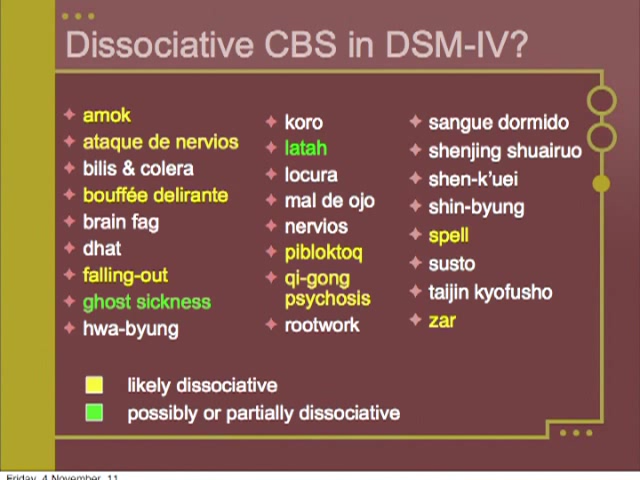 Dissociative CBS in DSM-IV?
amok
ataque de nervios
bilis & colera
bouffée delirante
brain fag
dhat
falling-out
ghost sickness
hwa-byung
koro
latah
locura
mal de ojo
nervios
pibloktoq
qi-gong
psychosis
rootwork
sangue dormido
shenjing shuairuo
shen-k'uei
shin-byung
spell
susto
taijin kyofusho
zar
likely dissociative
possibly or partially dissociative
Friday, 4 November, 11